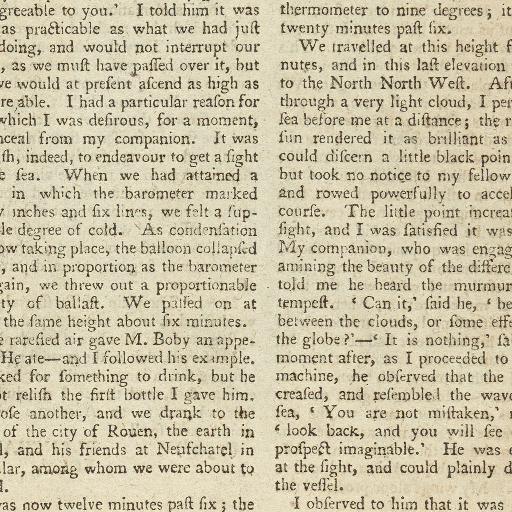 greeable to you.' I told him it was
as practicable as what we had juſt
doing, and would not interrupt our
, as we muſt have paſſed over it, but
we would at preſent aſcend as high as
re able. I had a particular reaſon for
which I was deſirous, for a moment,
nceal from my companion. It was
ſh, indeed, to endeavour to get a ſight
e ſea. When we had attained a
in which the barometer marked
y inches and ſix lines, we felt a ſup-
le degree of cold. As condenſation
ow taking place, the balloon collapſed
, and in proportion as the barometer
gain, we threw out a proportionable
ty of ballaſt. We paſſed on at
the ſame height about ſix minutes.
e rarefied air gave M. Boby an appe-
He ate—and I followed his example.
ked for ſomething to drink, but he
ot reliſh the firſt bottle I gave him.
oſe another, and we drank to the
of the city of Rouen, the earth in
l, and his friends at Neufchatel in
ular, among whom we were about to
l.
was now twelve minutes paſt ſix; the
thermometer to nine degrees; it
twenty minutes paſt ſix.
We travelled at this height f
nutes, and in this laſt elevation
to the North North Weſt. Aft
through a very light cloud, I per
ſea before me at a diſtance; the r
ſun rendered it as brilliant as
could diſcern a little black poin
but took no notice to my fellow
and rowed powerfully to accel
courſe. The little point increaſ
ſight, and I was ſatisfied it was
My companion, who was engag
amining the beauty of the differe
told me he heard the murmur
tempeſt. ‘ Can it,’ ſaid he, ‘ be
between the clouds, or ſome effe
the globe?’—‘ It is nothing,’ ſa
moment after, as I proceeded to
machine, he obſerved that the
creaſed, and reſembled the wave
ſea, ‘ You are not miſtaken,’ r
‘ look back, and you will ſee
proſpect imaginable.’ He was e
at the ſight, and could plainly d
the veſſel.
I obſerved to him that it was